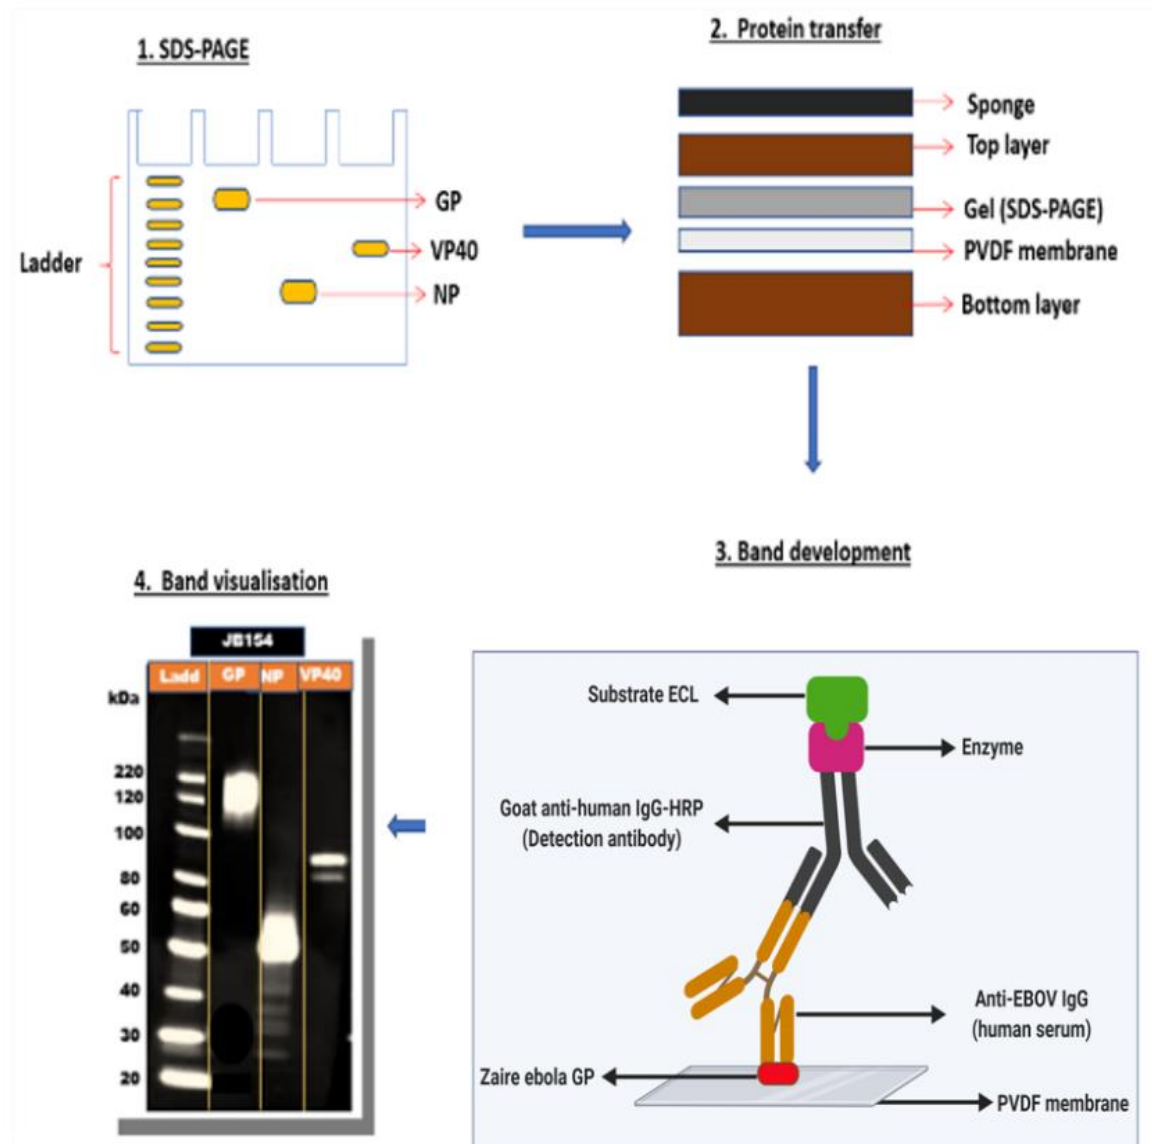 1. SDS-PAGE
Ladder
GP
VP40
NP
2. Protein transfer
Sponge
Top layer
Gel (SDS-PAGE)
PVDF membrane
Bottom layer
3. Band development
Substrate ECL
Enzyme
Goat anti-human IgG-HRP
(Detection antibody)
Anti-EBOV IgG
(human serum)
Zaire ebola GP
PVDF membrane
4. Band visualisation
JB154
Ladd GP NP VP40
kDa
220
120
100
80
60
50
40
30
20